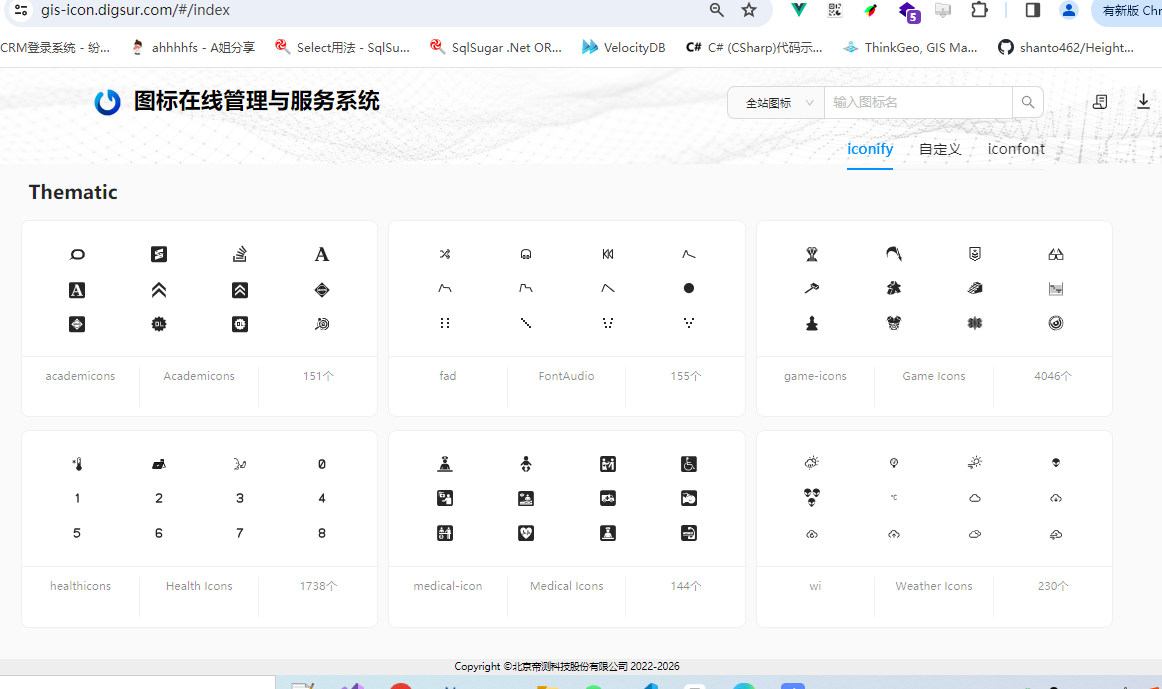 gis-icon.digsur.com/#/index
5
有新版 Chr
CRM登录系统 - 纷...
ahhhhfs - A姐分享
Select用法 - SqlSu...
SqlSugar .Net OR...
VelocityDB
C# C# (CSharp)代码示...
ThinkGeo, GIS Ma...
shanto462/Height...
图标在线管理与服务系统
全站图标
输入图标名
iconify 自定义 iconfont
Thematic
academicons Academicons 151个
fad FontAudio 155个
game-icons Game Icons 4046个
0
1 2 3 4
5 6 7 8
healthicons Health Icons 1738个
medical-icon Medical Icons 144个
°C
wi Weather Icons 230个
Copyright ©北京帝测科技股份有限公司 2022-2026